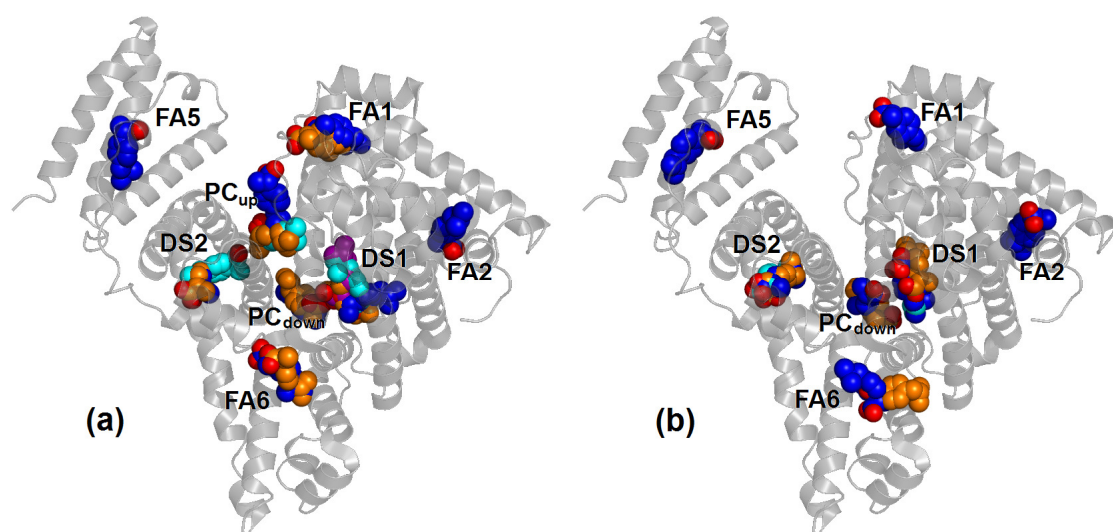 FA5
FA1
PCup
DS2
DS1
FA2
PCdown
FA6
(a)
FA5
FA1
DS2
DS1
FA2
PCdown
FA6
(b)